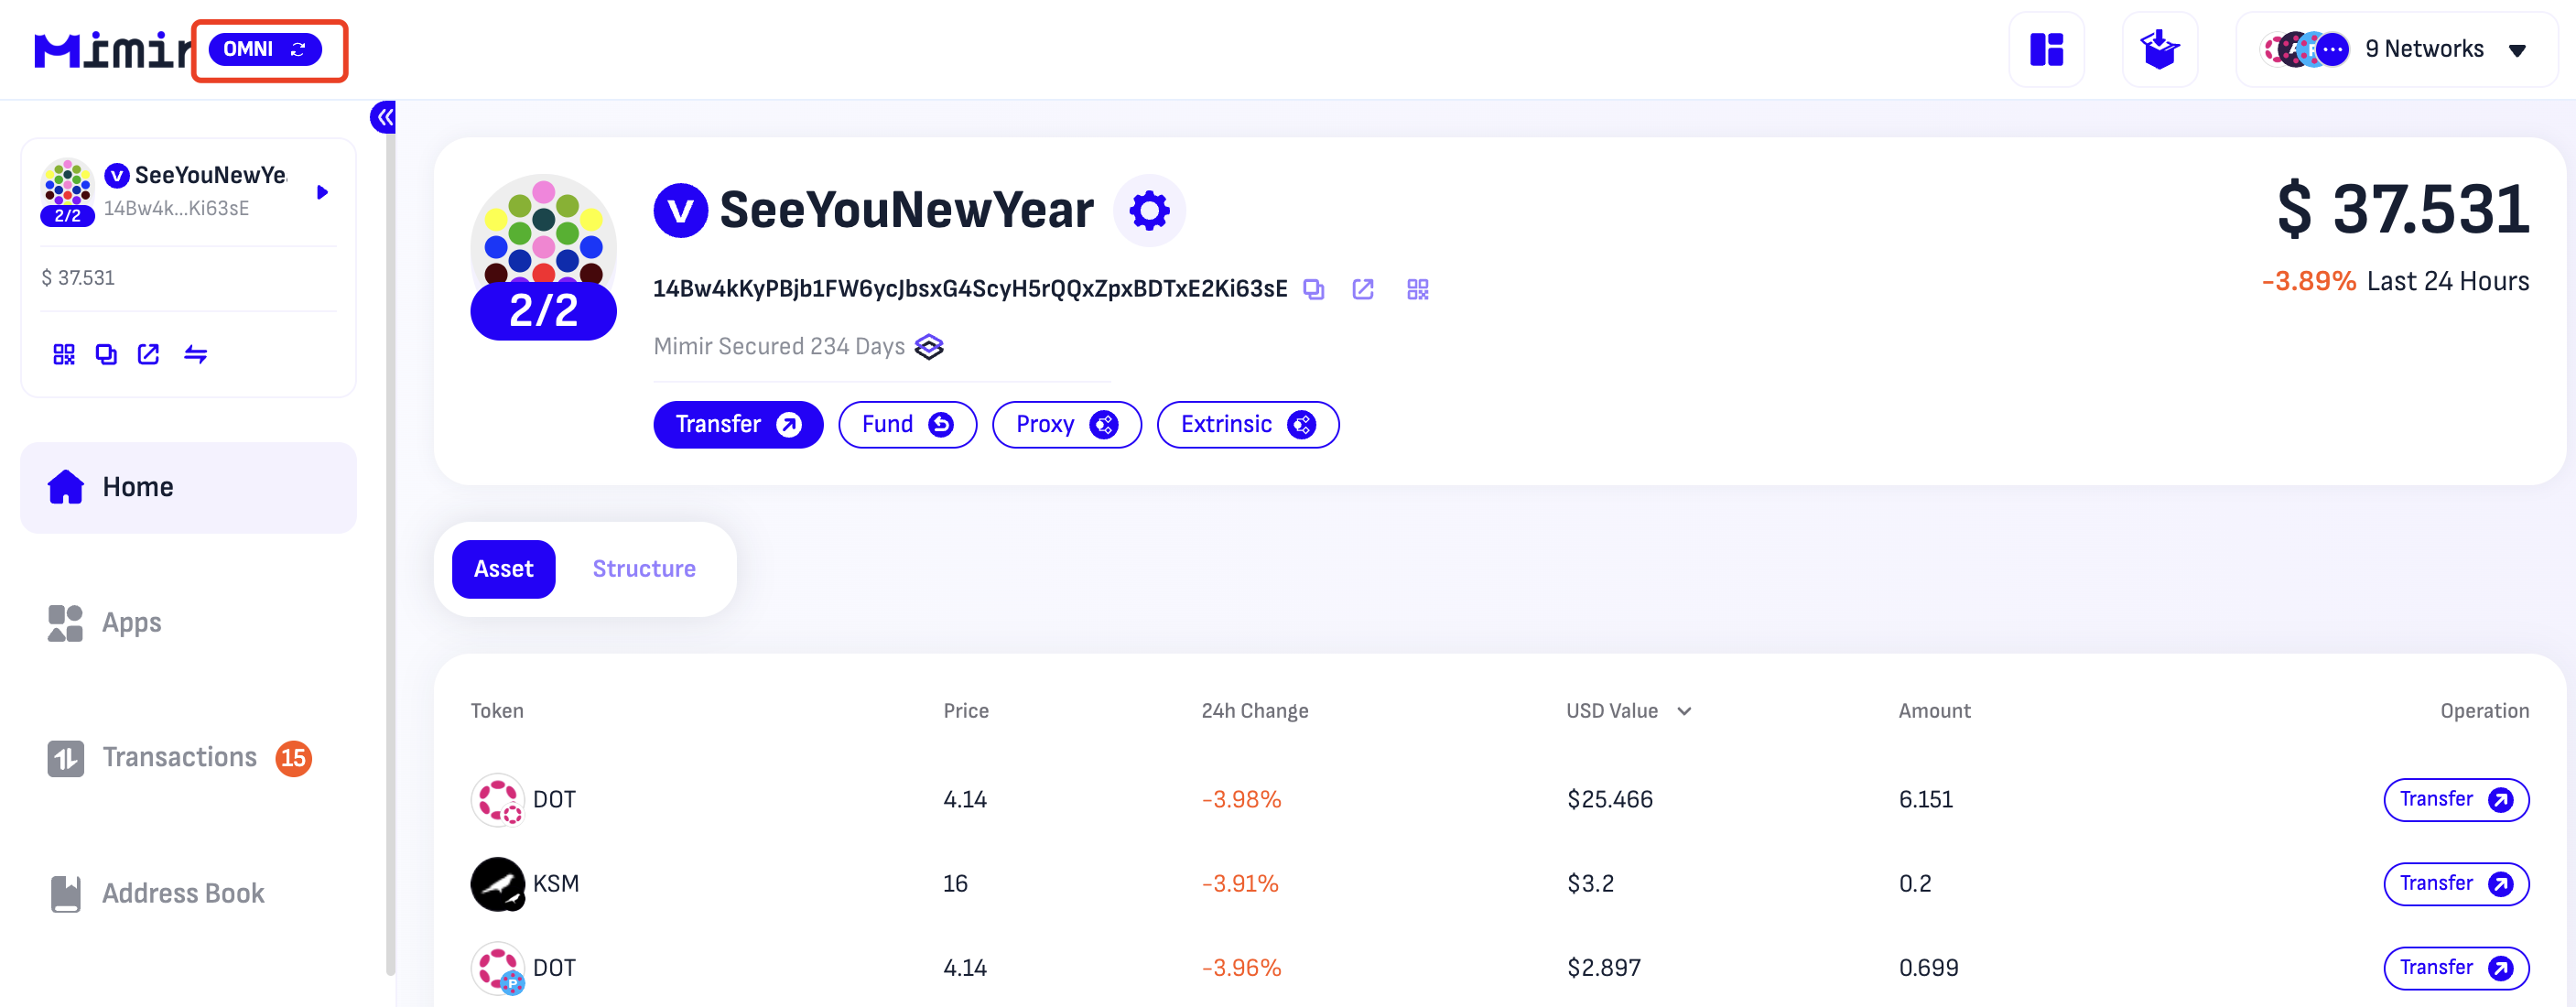 Mimir OMNI
9 Networks
V SeeYouNewYe
2/2
14Bw4k...Ki63sE
$ 37.531
Home
Apps
Transactions 15
Address Book
V SeeYouNewYear
2/2
14Bw4kKyPBjb1FW6ycJbsxG4ScyH5rQQxZpxBDTxE2Ki63sE
Mimir Secured 234 Days
Transfer Fund Proxy Extrinsic
$ 37.531
-3.89% Last 24 Hours
Asset Structure
Token Price 24h Change USD Value Amount Operation
DOT 4.14 -3.98% $25.466 6.151 Transfer
KSM 16 -3.91% $3.2 0.2 Transfer
DOT 4.14 -3.96% $2.897 0.699 Transfer